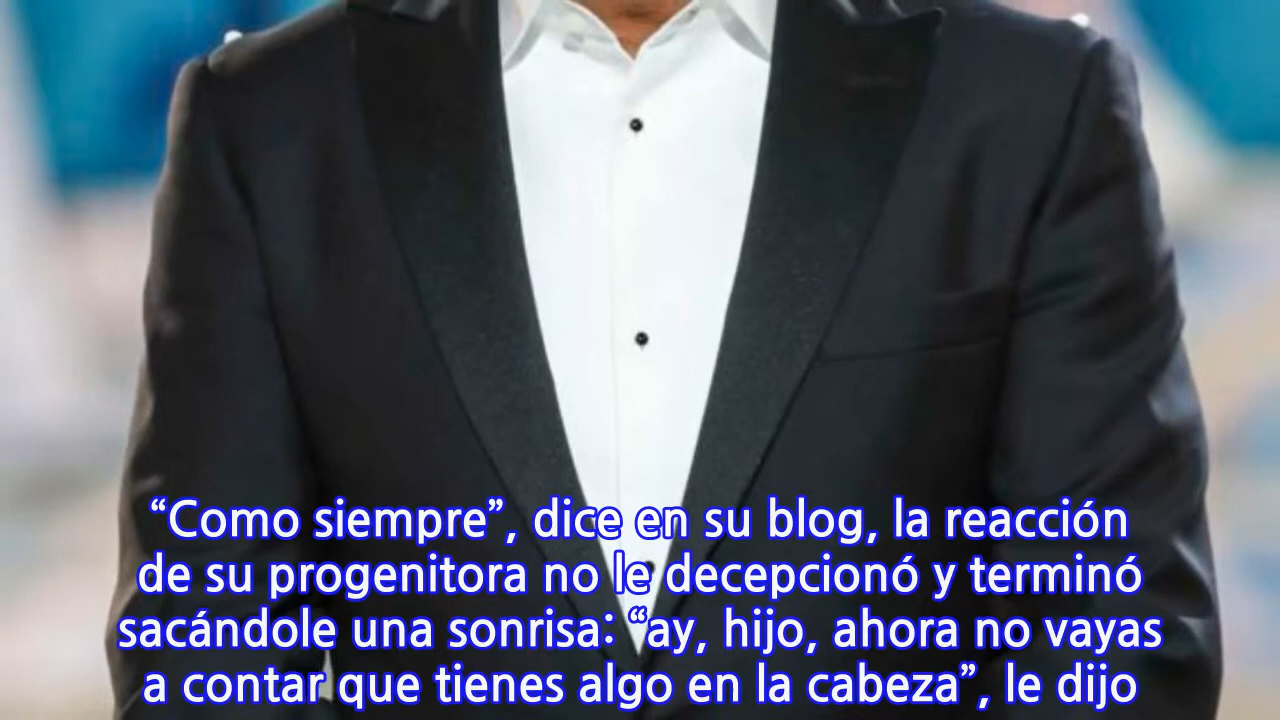 “Como siempre”, dice en su blog, la reacción
de su progenitora no le decepcionó y terminó
sacándole una sonrisa: “ay, hijo, ahora no vayas
a contar que tienes algo en la cabeza”, le dijo